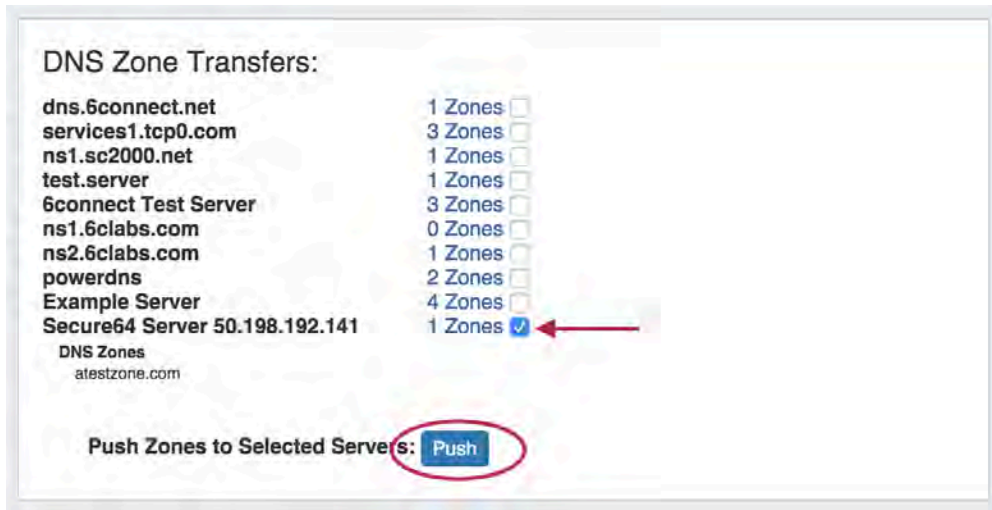 DNS Zone Transfers:
dns.6connect.net 1 Zones
services1.tcp0.com 3 Zones
ns1.sc2000.net 1 Zones
test.server 1 Zones
6connect Test Server 3 Zones
ns1.6clabs.com 0 Zones
ns2.6clabs.com 1 Zones
powerdns 2 Zones
Example Server 4 Zones
Secure64 Server 50.198.192.141 1 Zones
DNS Zones
atestzone.com
Push Zones to Selected Servers: Push